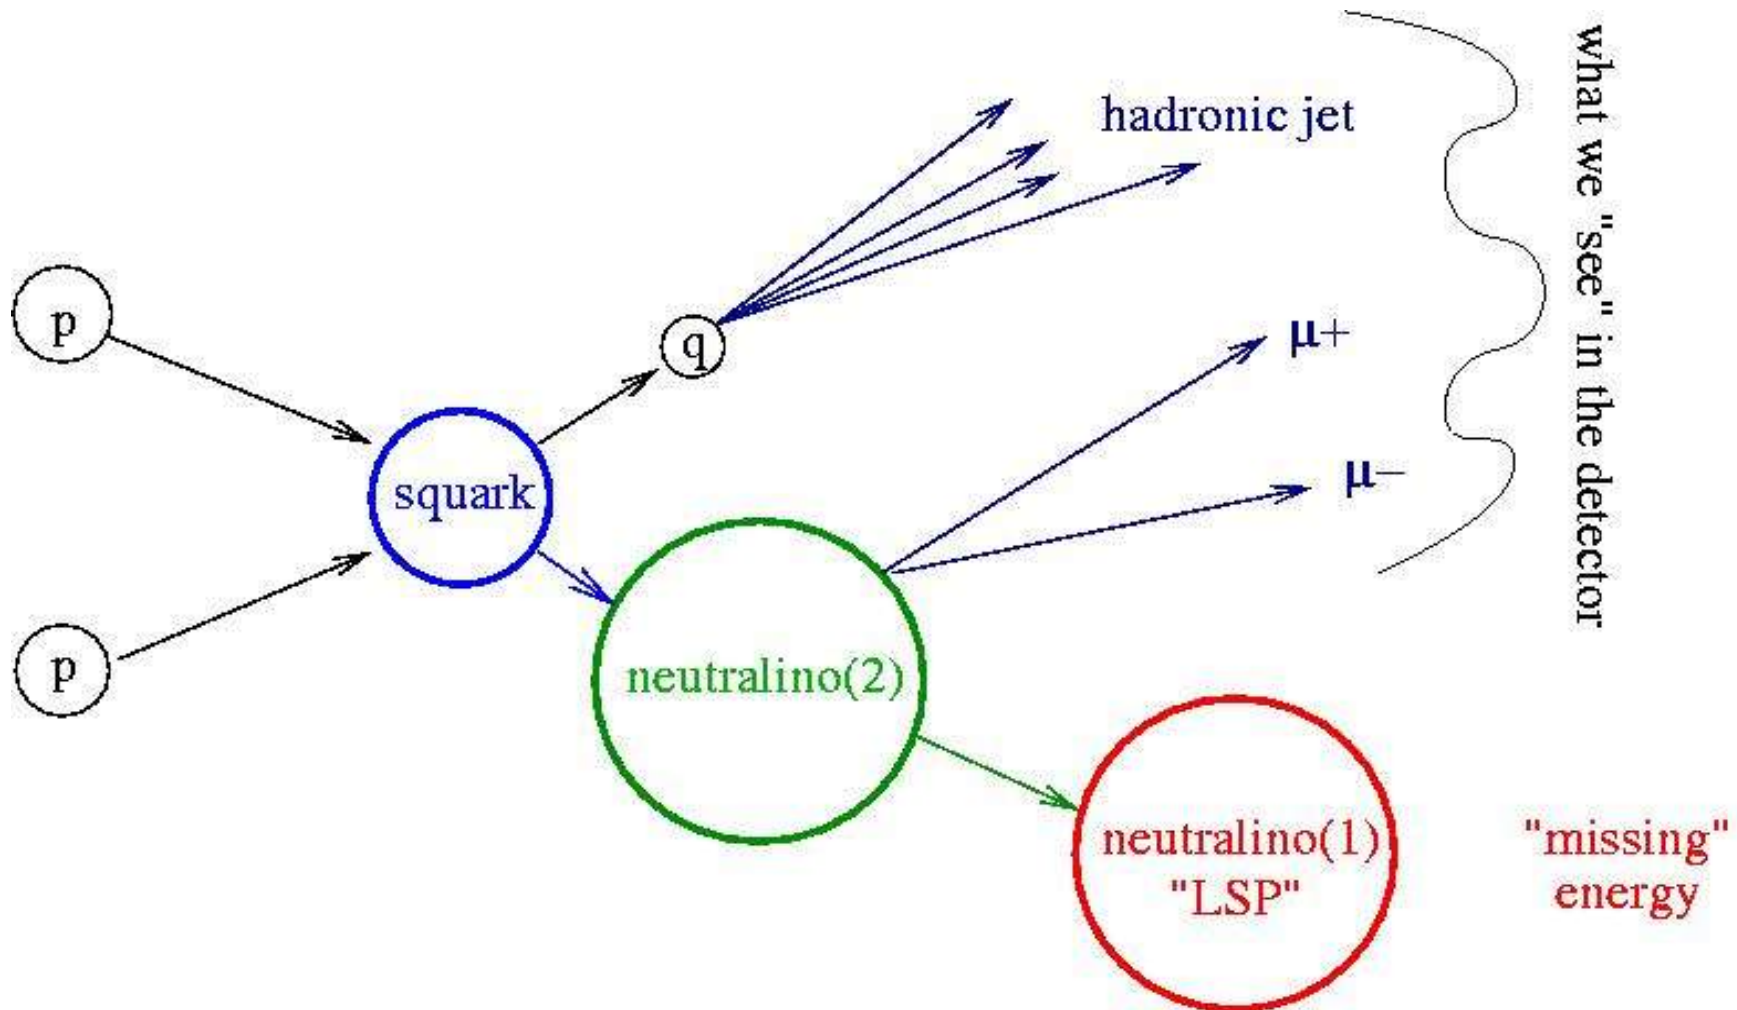 what we "see" in the detector
hadronic jet
p
q
μ+
μ−
squark
p
neutralino(2)
neutralino(1)
"LSP"
"missing"
energy